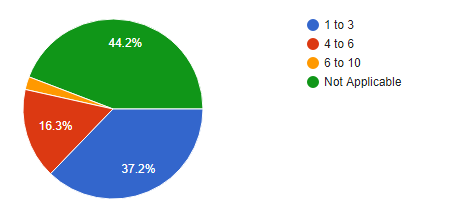 44.2%
16.3%
37.2%
1 to 3
4 to 6
6 to 10
Not Applicable